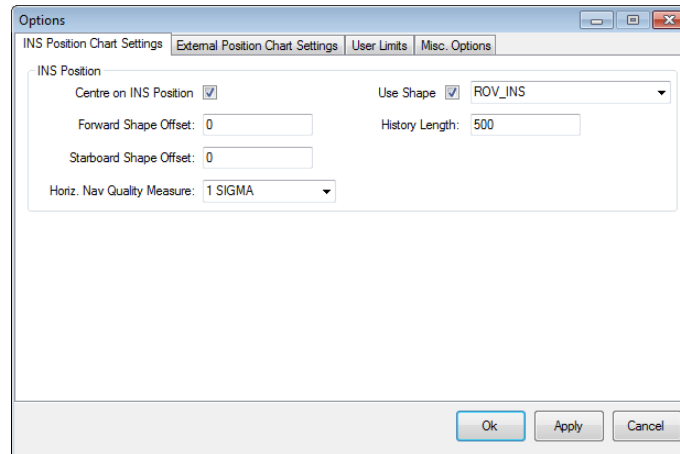 Options
INS Position Chart Settings External Position Chart Settings User Limits Misc. Options
INS Position
Centre on INS Position Use Shape ROV_INS
Forward Shape Offset: 0 History Length: 500
Starboard Shape Offset: 0
Horiz. Nav Quality Measure: 1 SIGMA
Ok Apply Cancel